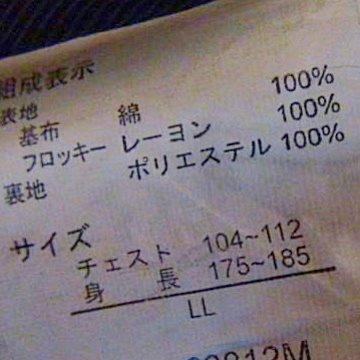 組成表示
表地
基布 綿 100%
フロッキー レーヨン 100%
裏地 ポリエステル 100%
サイズ
チェスト 104~112
身長 175~185
LL